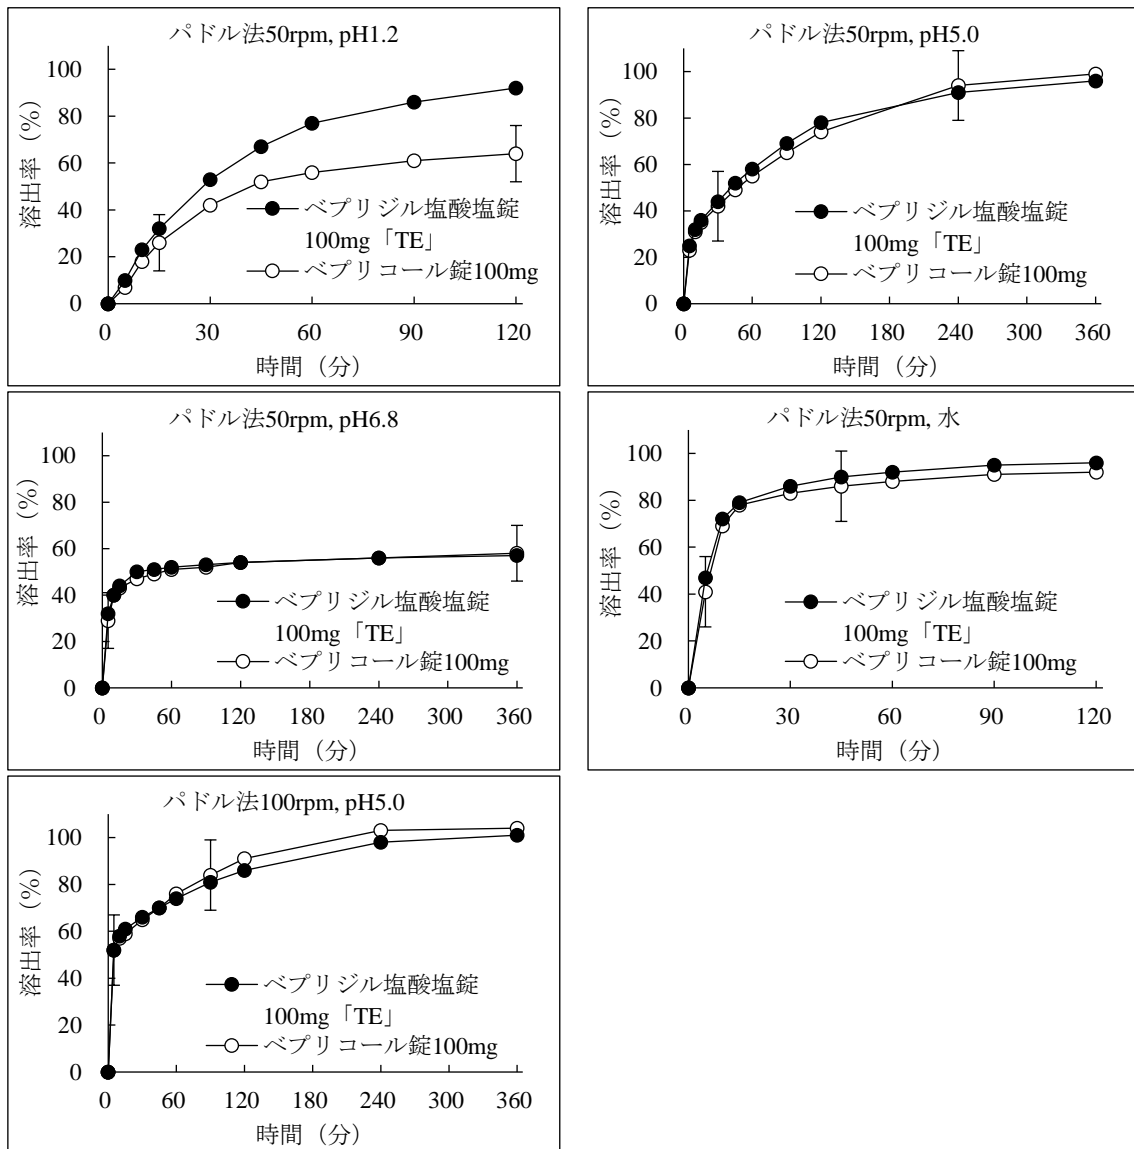 パドル法50rpm, pH1.2
100
80
60
40
20
0
溶出率（%）
ベプリジル塩酸塩錠
100mg「TE」
ベプリコール錠100mg
0 30 60 90 120
時間（分）
パドル法50rpm, pH5.0
100
80
60
40
20
0
溶出率（%）
ベプリジル塩酸塩錠
100mg「TE」
ベプリコール錠100mg
0 60 120 180 240 300 360
時間（分）
パドル法50rpm, pH6.8
100
80
60
40
20
0
溶出率（%）
ベプリジル塩酸塩錠
100mg「TE」
ベプリコール錠100mg
0 60 120 180 240 300 360
時間（分）
パドル法50rpm, 水
100
80
60
40
20
0
溶出率（%）
ベプリジル塩酸塩錠
100mg「TE」
ベプリコール錠100mg
0 30 60 90 120
時間（分）
パドル法100rpm, pH5.0
100
80
60
40
20
0
溶出率（%）
ベプリジル塩酸塩錠
100mg「TE」
ベプリコール錠100mg
0 60 120 180 240 300 360
時間（分）